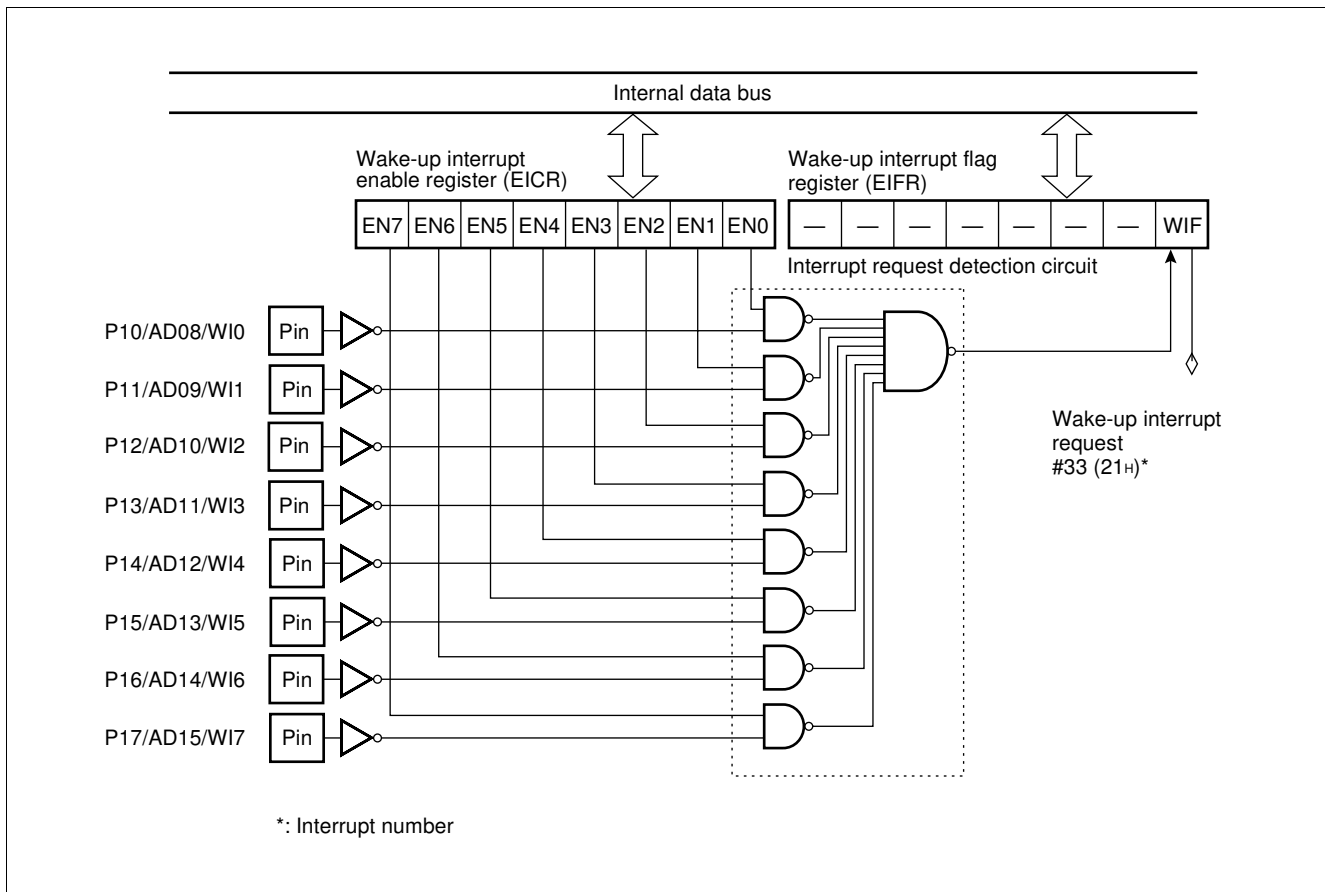 Internal data bus
Wake-up interrupt
enable register (EICR)
Wake-up interrupt flag
register (EIFR)
EN7 EN6 EN5 EN4 EN3 EN2 EN1 EN0
— — — — — — — WIF
Interrupt request detection circuit
P10/AD08/WI0 Pin
P11/AD09/WI1 Pin
P12/AD10/WI2 Pin
P13/AD11/WI3 Pin
P14/AD12/WI4 Pin
P15/AD13/WI5 Pin
P16/AD14/WI6 Pin
P17/AD15/WI7 Pin
Wake-up interrupt
request
#33 (21H)*
*: Interrupt number